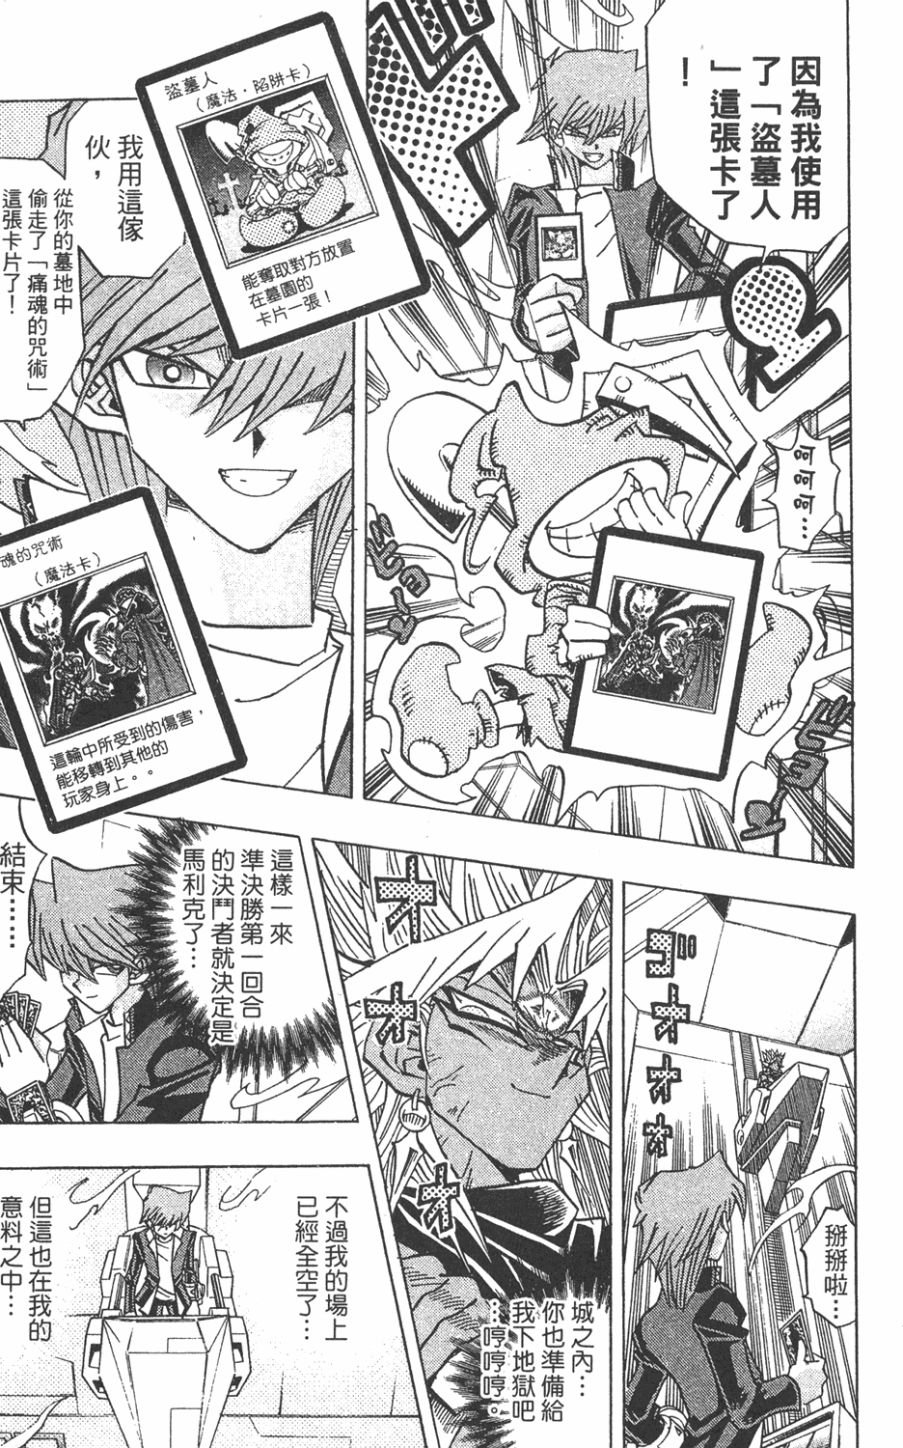 因為我使用
了「盜墓人
」這張卡了
！
呵呵呵…
盜墓人
（魔法・陷阱卡）
能奪取對方放置
在墓園的
卡片一張！
我用這傢
伙，
從你的墓地中
偷走了「痛魂的咒術」
這張卡片了！
魂的咒術
（魔法卡）
這輪中所受到的傷害，
能移轉到其他的
玩家身上。。
ゴオオオ
掰掰啦…
オオオ
城之內…
你也準備給
我下地獄吧
…哼哼哼。
這樣一來
準決勝第一回合
的決鬥者就決定是
馬利克了…
結束……
不過我的場上
已經全空了…
但這也在我的
意料之中…